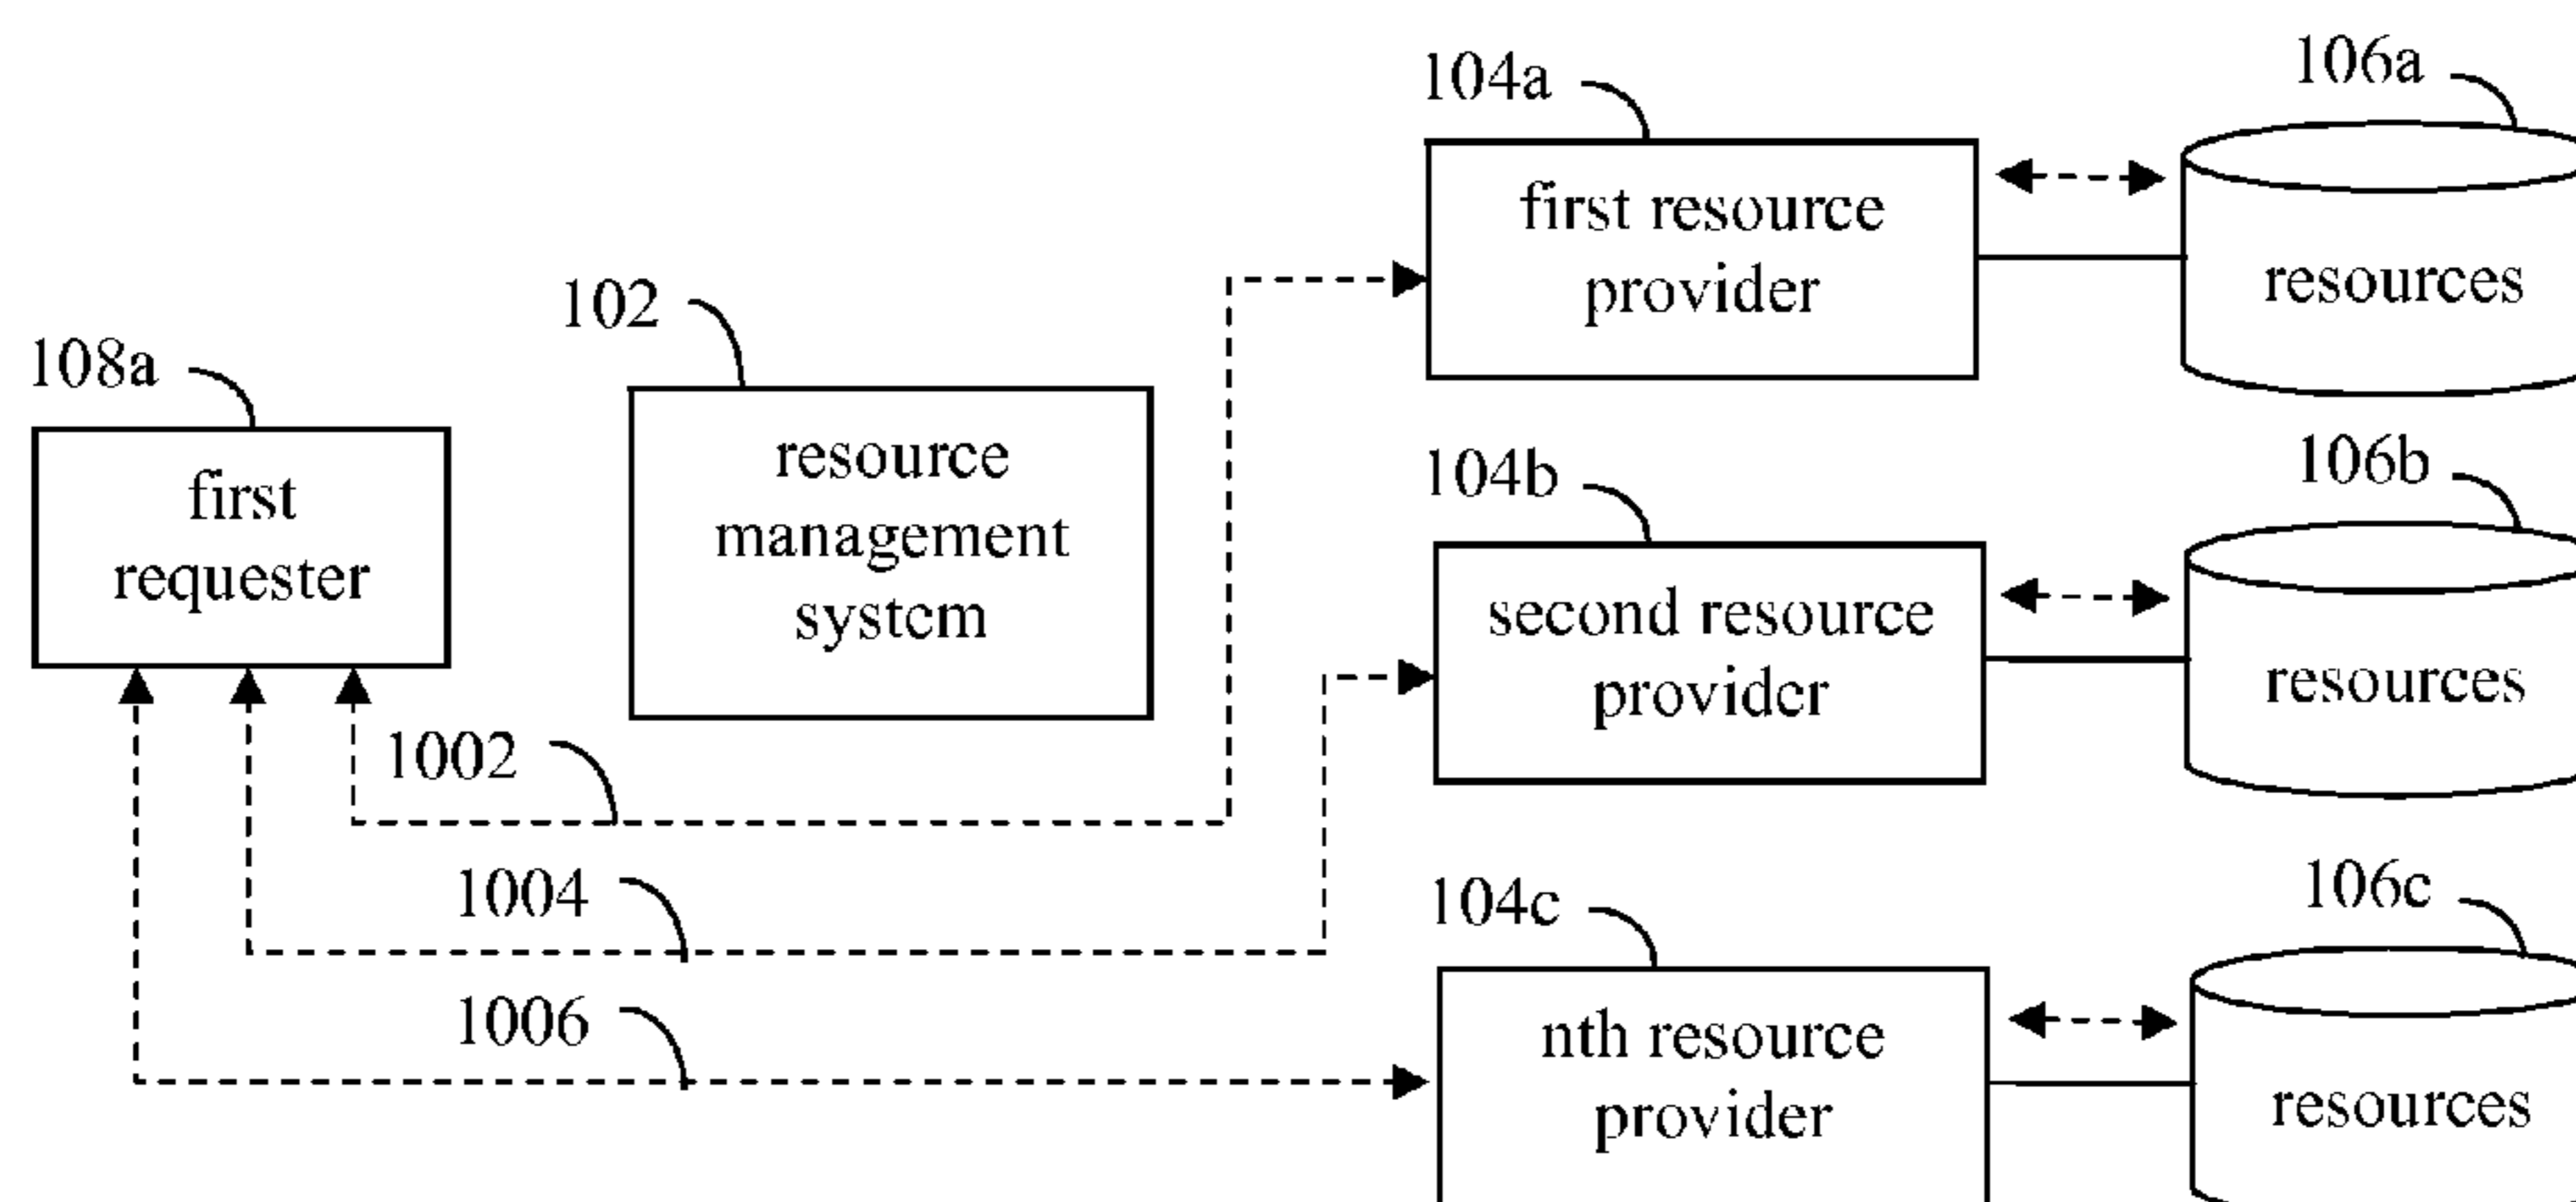 106a
104a
first resource
provider
resources
102
108a
resource
management
system
first
requester
104b
106b
second resource
provider
resources
1002
1004
104c
106c
1006
nth resource
provider
resources